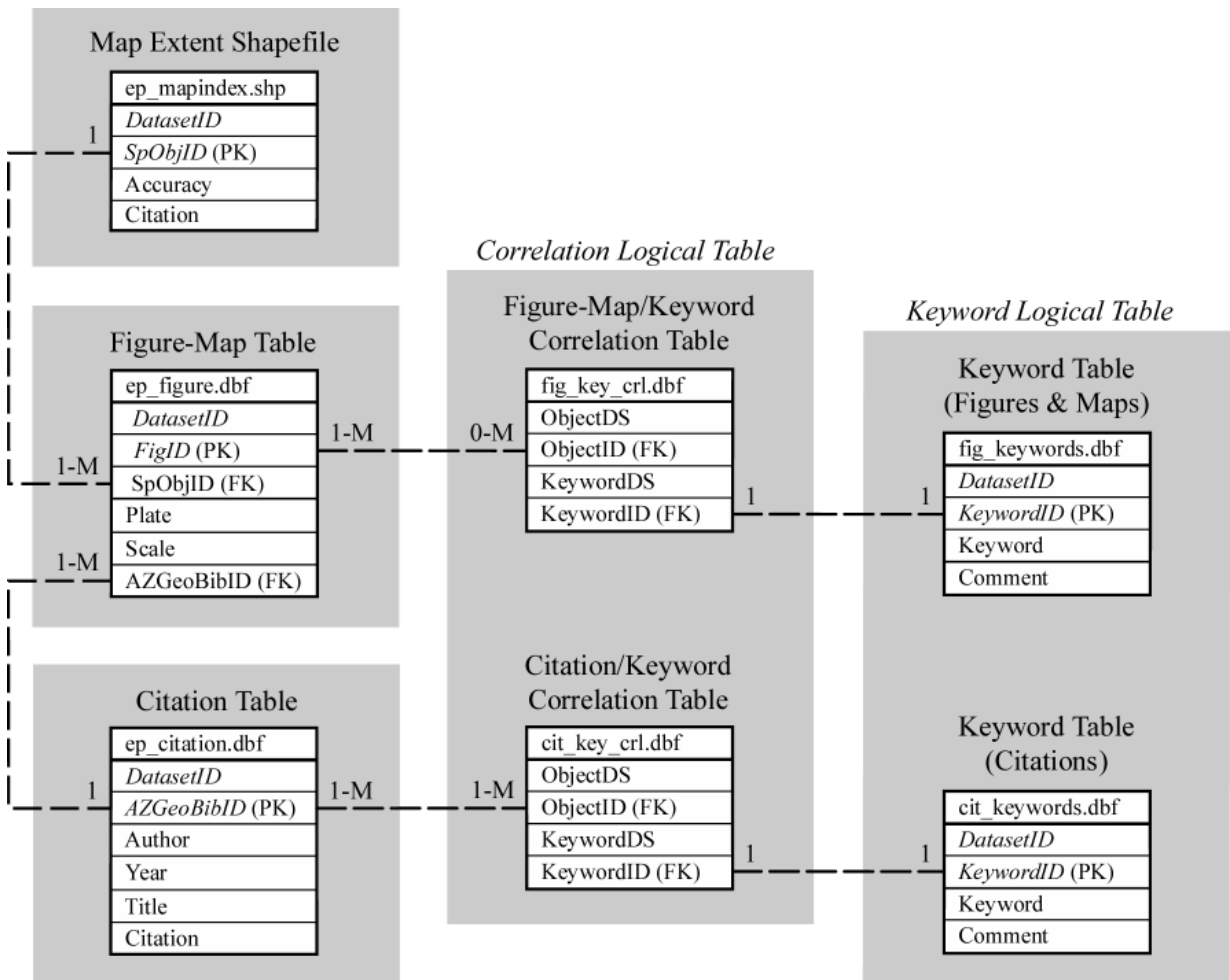 Map Extent Shapefile
ep_mapindex.shp
DatasetID
SpObjID (PK)
Accuracy
Citation
1
Figure-Map Table
ep_figure.dbf
DatasetID
FigID (PK)
SpObjID (FK)
Plate
Scale
AZGeoBibID (FK)
1-M
1-M
1-M
Citation Table
ep_citation.dbf
DatasetID
AZGeoBibID (PK)
Author
Year
Title
Citation
1
1-M
Correlation Logical Table
Figure-Map/Keyword
Correlation Table
fig_key_crl.dbf
ObjectDS
ObjectID (FK)
KeywordDS
KeywordID (FK)
0-M
1
Citation/Keyword
Correlation Table
cit_key_crl.dbf
ObjectDS
ObjectID (FK)
KeywordDS
KeywordID (FK)
1-M
1
Keyword Logical Table
Keyword Table
(Figures & Maps)
fig_keywords.dbf
DatasetID
KeywordID (PK)
Keyword
Comment
1
Keyword Table
(Citations)
cit_keywords.dbf
DatasetID
KeywordID (PK)
Keyword
Comment
1